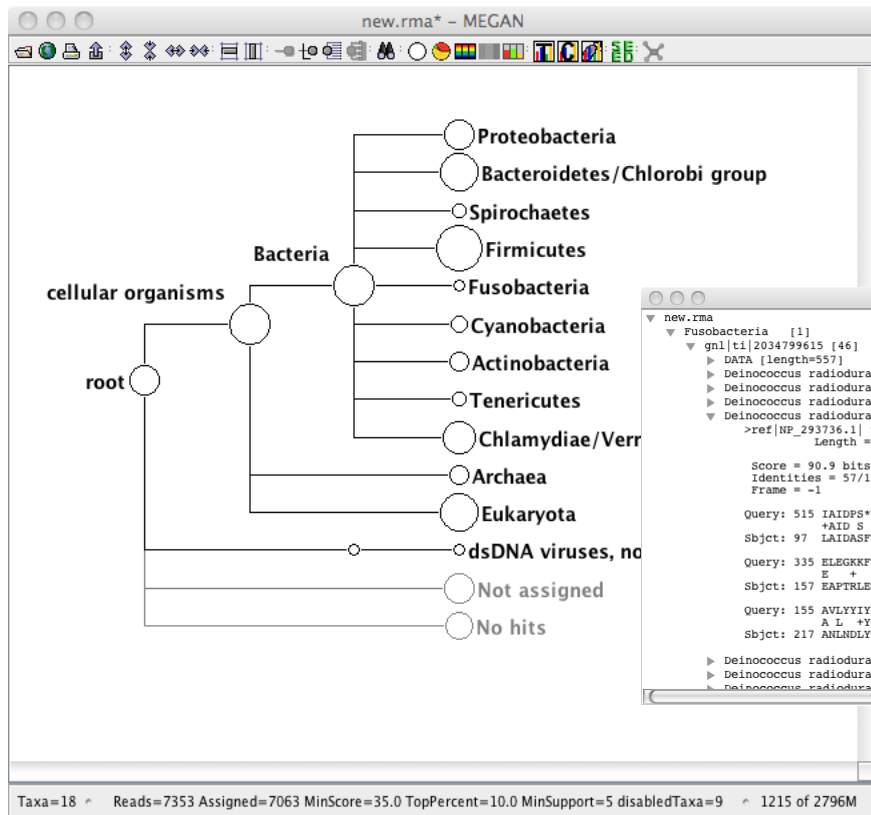 new.rma* – MEGAN
Proteobacteria
Bacteroidetes/Chlorobi group
Spirochaetes
Bacteria
Firmicutes
cellular organisms
Fusobacteria
Cyanobacteria
root
Actinobacteria
Tenericutes
Chlamydiae/Verr
Archaea
Eukaryota
dsDNA viruses, no
Not assigned
No hits
new.rma
Fusobacteria [1]
gnl|ti|2034799615 [46]
DATA [length=557]
Deinococcus radiodura
Deinococcus radiodura
Deinococcus radiodura
Deinococcus radiodura
>ref|NP_293736.1|
Length =
Score = 90.9 bits
Identities = 57/1
Frame = -1
Query: 515 IAIDPS*
+AID S
Sbjct: 97 LAIDASF
Query: 335 ELEGKKF
E +
Sbjct: 157 EAPTRLE
Query: 155 AVLYYIY
A L +Y
Sbjct: 217 ANLNDLY
Deinococcus radiodura
Deinococcus radiodura
Deinococcus radiodura
Taxa=18 Reads=7353 Assigned=7063 MinScore=35.0 TopPercent=10.0 MinSupport=5 disabledTaxa=9 1215 of 2796M